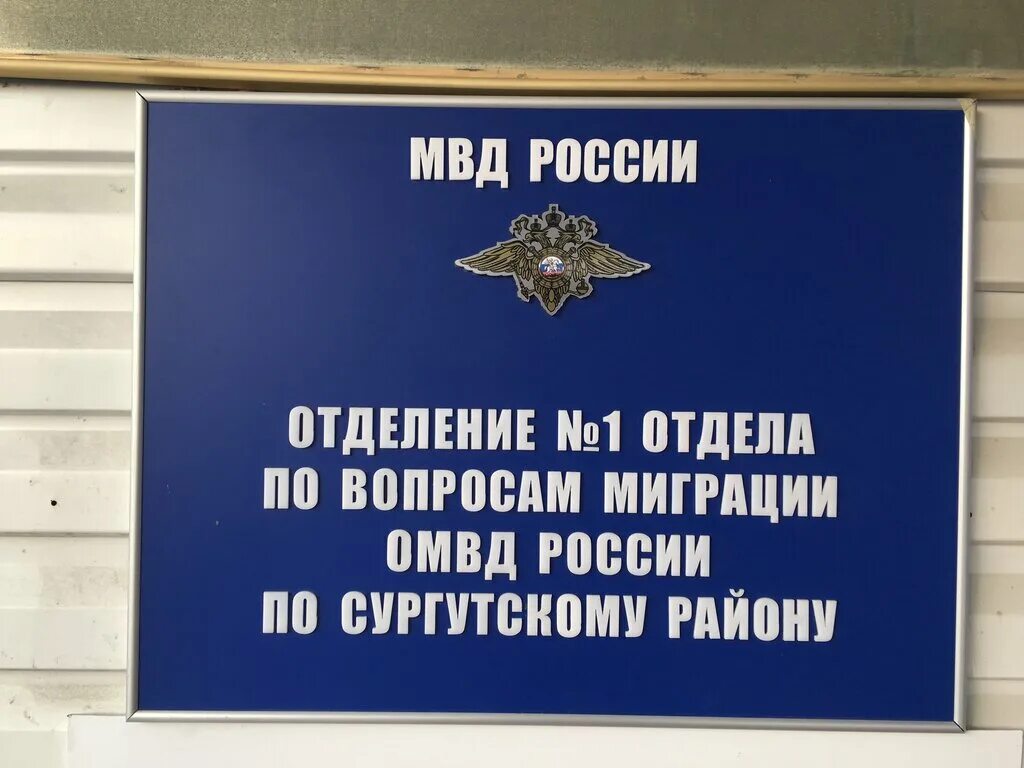 МВД РОССИИ
ОТДЕЛЕНИЕ №1 ОТДЕЛА
ПО ВОПРОСАМ МИГРАЦИИ
ОМВД РОССИИ
ПО СУРГУТСКОМУ РАЙОНУ